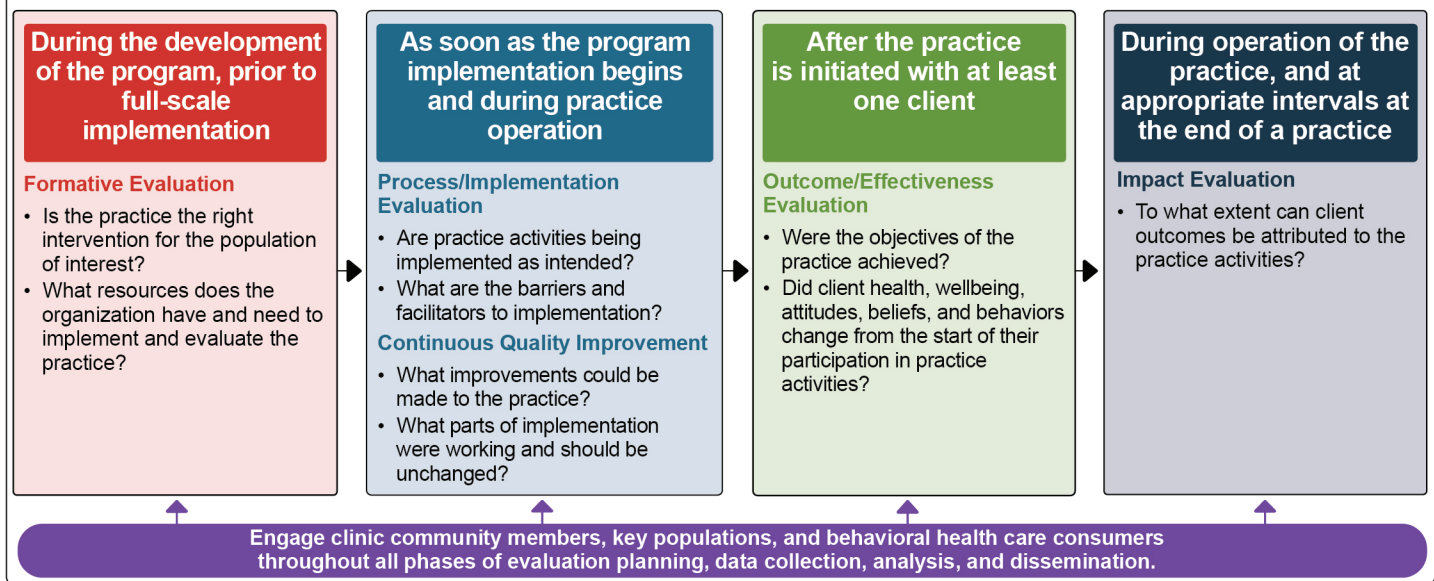 During the development
of the program, prior to
full-scale
implementation
Formative Evaluation
• Is the practice the right
intervention for the population
of interest?
• What resources does the
organization have and need to
implement and evaluate the
practice?
As soon as the program
implementation begins
and during practice
operation
Process/Implementation
Evaluation
• Are practice activities being
implemented as intended?
• What are the barriers and
facilitators to implementation?
Continuous Quality Improvement
• What improvements could be
made to the practice?
• What parts of implementation
were working and should be
unchanged?
After the practice
is initiated with at least
one client
Outcome/Effectiveness
Evaluation
• Were the objectives of the
practice achieved?
• Did client health, wellbeing,
attitudes, beliefs, and behaviors
change from the start of their
participation in practice
activities?
During operation of the
practice, and at
appropriate intervals at
the end of a practice
Impact Evaluation
• To what extent can client
outcomes be attributed to the
practice activities?
Engage clinic community members, key populations, and behavioral health care consumers
throughout all phases of evaluation planning, data collection, analysis, and dissemination.